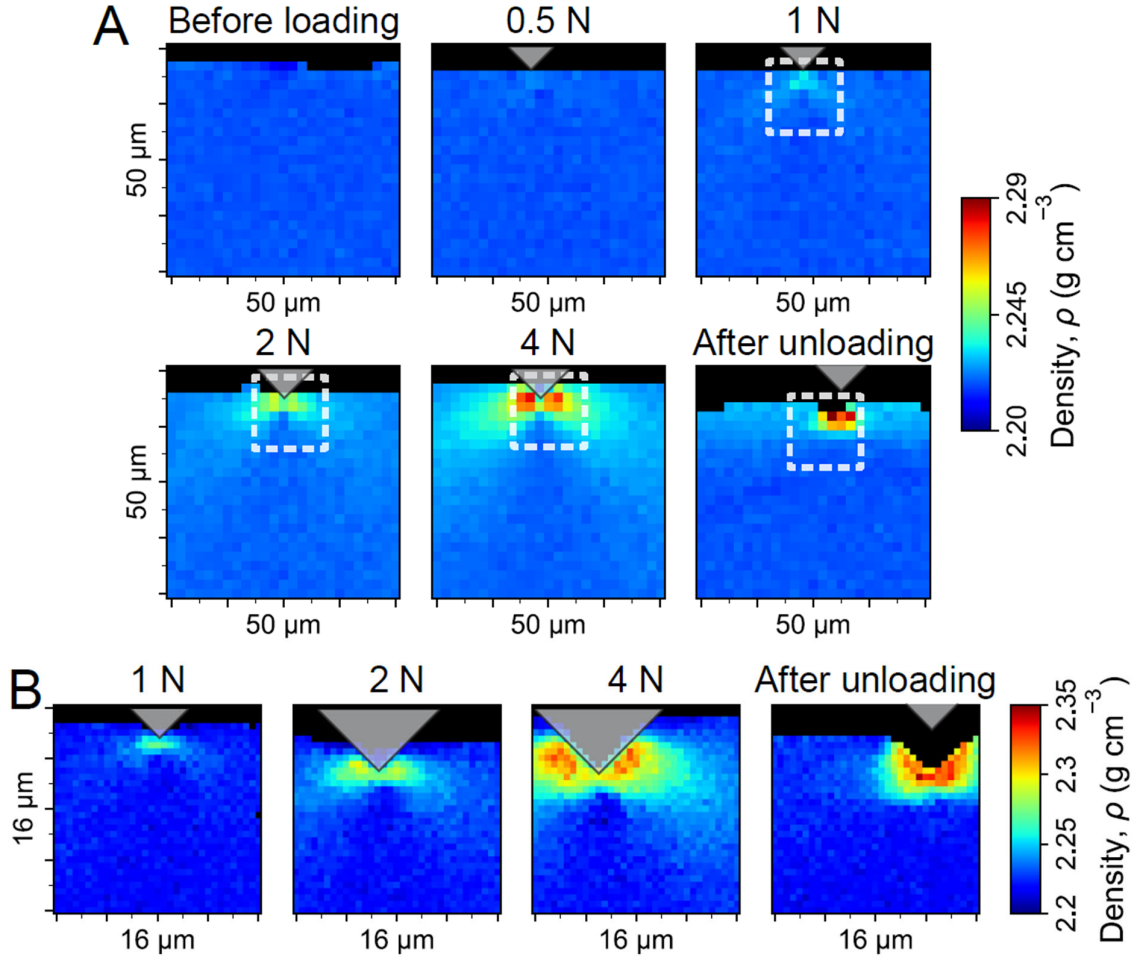 A
Before loading
0.5 N
1 N
50 µm
50 µm
50 µm
50 µm
2 N
4 N
After unloading
50 µm
50 µm
50 µm
50 µm
2.29
2.245
2.20
Density, ρ (g cm⁻³)
B
1 N
2 N
4 N
After unloading
16 µm
16 µm
16 µm
16 µm
16 µm
2.35
2.3
2.25
2.2
Density, ρ (g cm⁻³)